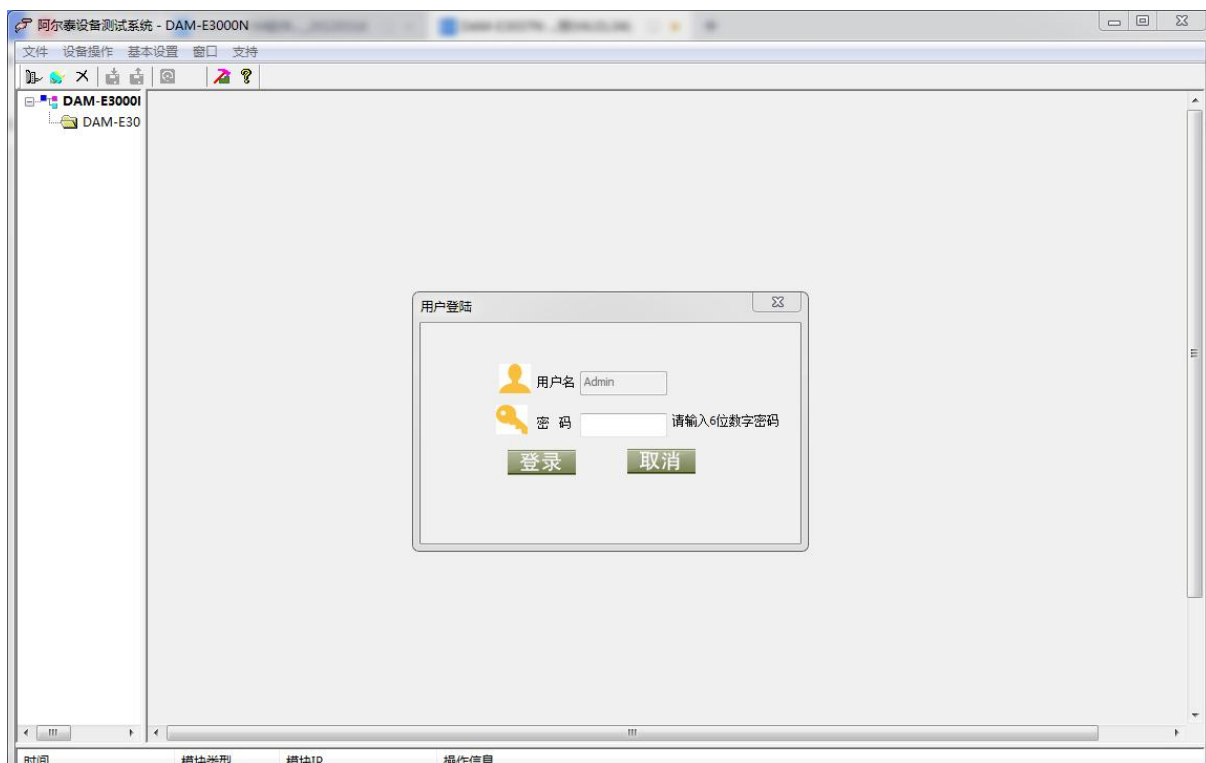 阿尔泰设备测试系统 - DAM-E3000N
文件 设备操作 基本设置 窗口 支持
DAM-E3000I
DAM-E30
用户登陆
用户名 Admin
密 码 请输入6位数字密码
登录 取消
时间 模块类型 模块IP 操作信息